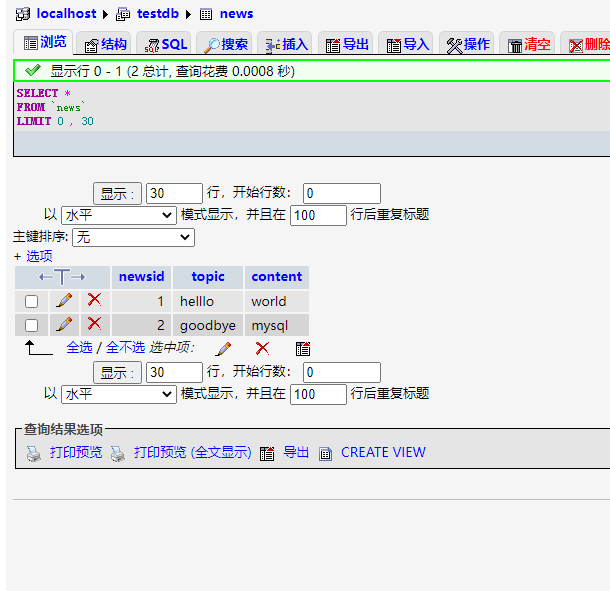 localhost testdb news
浏览 结构 SQL 搜索 插入 导出 导入 操作 清空 删除
显示行 0 - 1 (2 总计, 查询花费 0.0008 秒)
SELECT *
FROM `news`
LIMIT 0 , 30
显示 : 30 行，开始行数: 0
以 水平 模式显示，并且在 100 行后重复标题
主键排序: 无
+ 选项
←T→ newsid topic content
1 helllo world
2 goodbye mysql
全选 / 全不选 选中项:
显示 : 30 行，开始行数: 0
以 水平 模式显示，并且在 100 行后重复标题
查询结果选项
打印预览 打印预览 (全文显示) 导出 CREATE VIEW